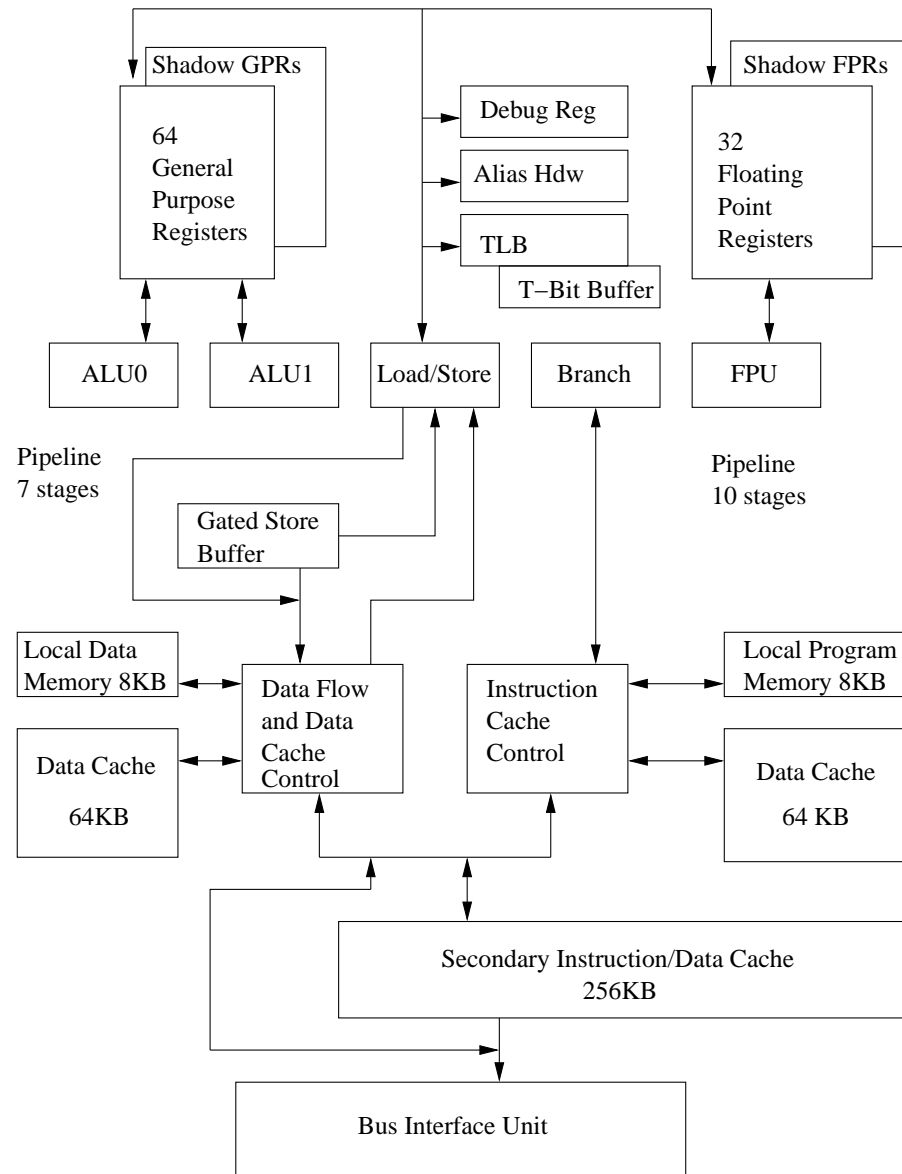 Shadow GPRs
Shadow FPRs
64
General
Purpose
Registers
Debug Reg
Alias Hdw
TLB
T−Bit Buffer
32
Floating
Point
Registers
ALU0
ALU1
Load/Store
Branch
FPU
Pipeline
7 stages
Pipeline
10 stages
Gated Store
Buffer
Local Data
Memory 8KB
Data Flow
and Data
Cache
Control
Instruction
Cache
Control
Local Program
Memory 8KB
Data Cache
64KB
Data Cache
64 KB
Secondary Instruction/Data Cache
256KB
Bus Interface Unit